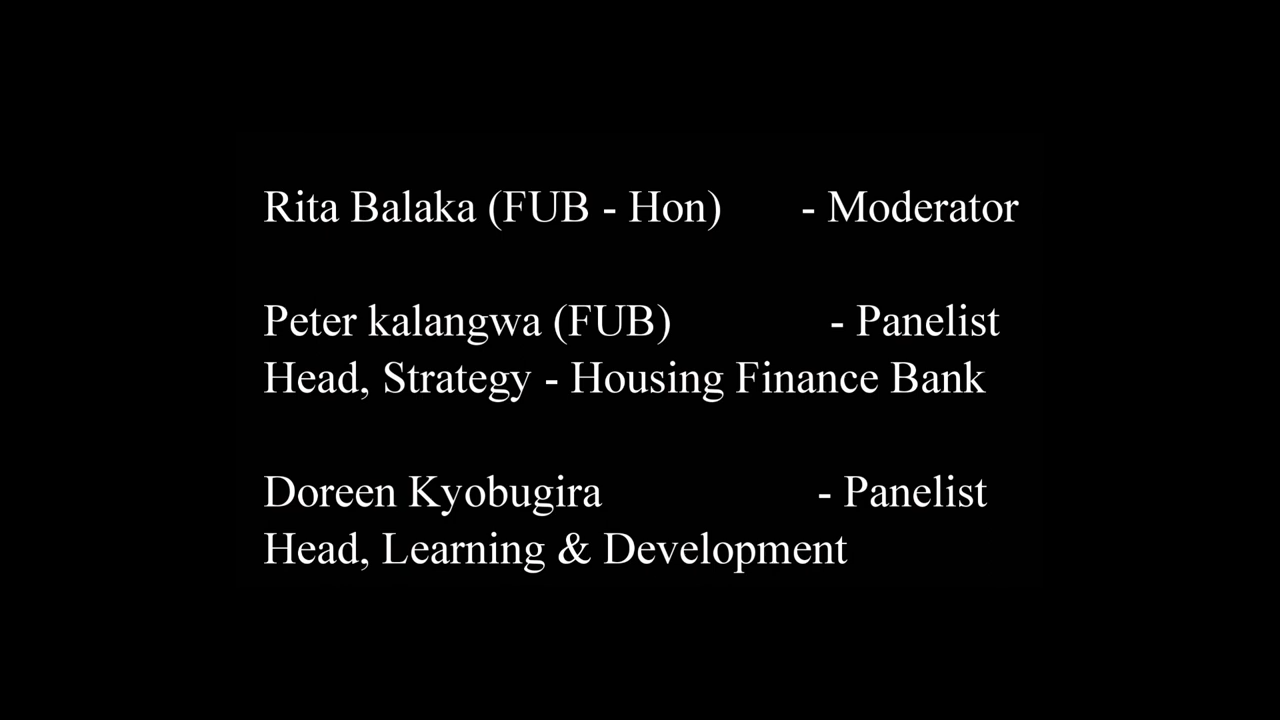 Rita Balaka (FUB - Hon) - Moderator
Peter kalangwa (FUB) - Panelist
Head, Strategy - Housing Finance Bank
Doreen Kyobugira - Panelist
Head, Learning & Development